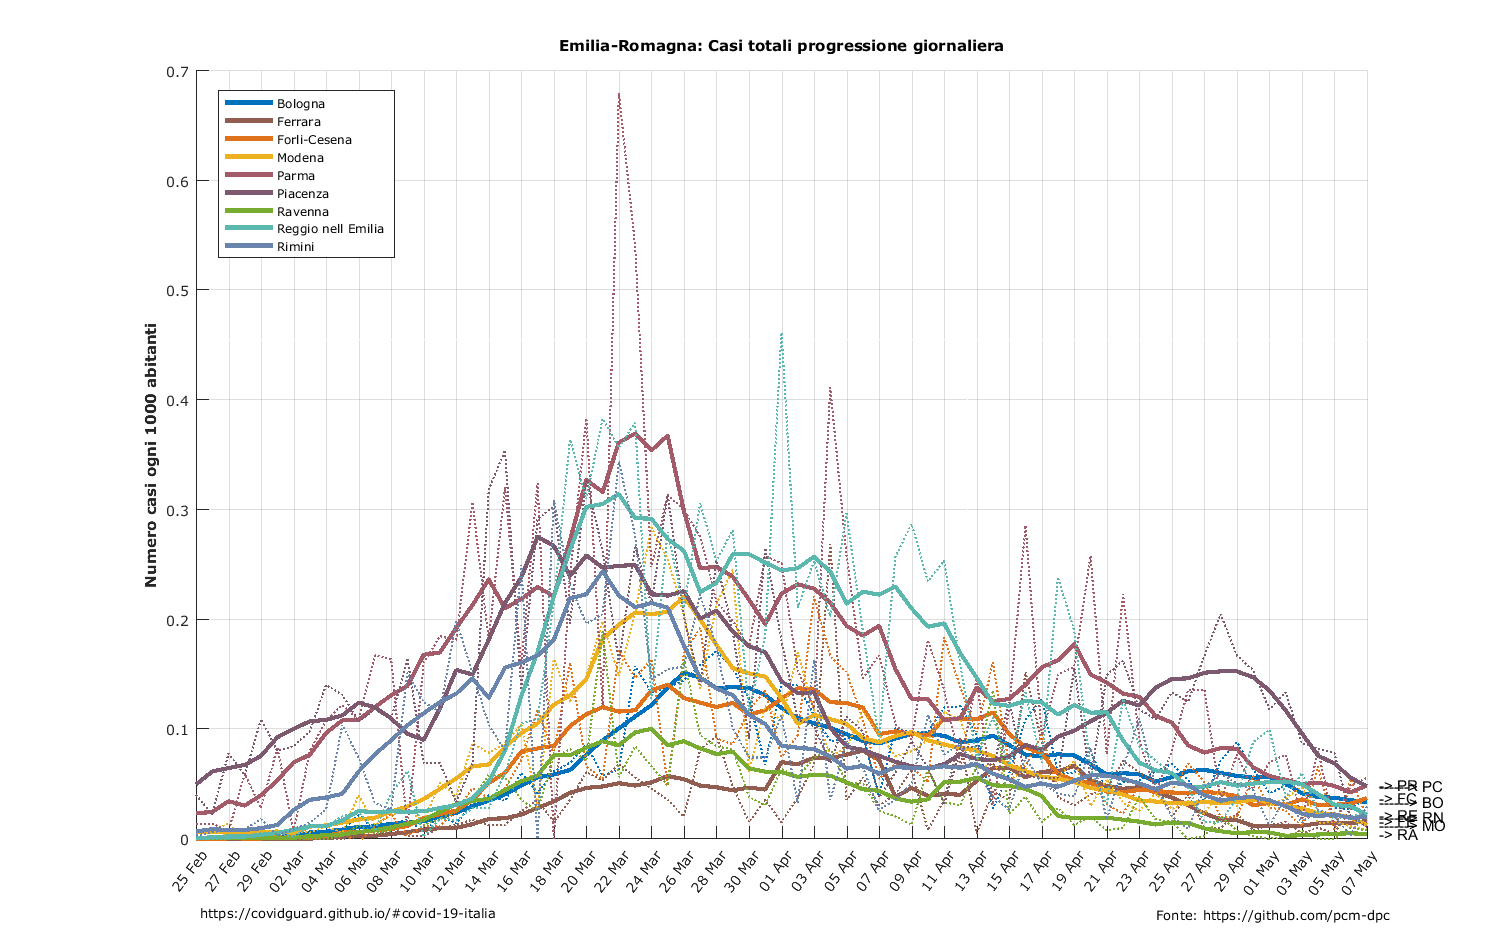 Emilia-Romagna: Casi totali progressione giornaliera
Numero casi ogni 1000 abitanti
0.7
0.6
0.5
0.4
0.3
0.2
0.1
0
Bologna
Ferrara
Forli-Cesena
Modena
Parma
Piacenza
Ravenna
Reggio nell Emilia
Rimini
-> PR
PC
-> FC
BO
-> RE
RN
MO
-> RA
25 Feb
27 Feb
29 Feb
02 Mar
04 Mar
06 Mar
08 Mar
10 Mar
12 Mar
14 Mar
16 Mar
18 Mar
20 Mar
22 Mar
24 Mar
26 Mar
28 Mar
30 Mar
01 Apr
03 Apr
05 Apr
07 Apr
09 Apr
11 Apr
13 Apr
15 Apr
17 Apr
19 Apr
21 Apr
23 Apr
25 Apr
27 Apr
29 Apr
01 May
03 May
05 May
07 May
https://covidguard.github.io/#covid-19-italia
Fonte: https://github.com/pcm-dpc